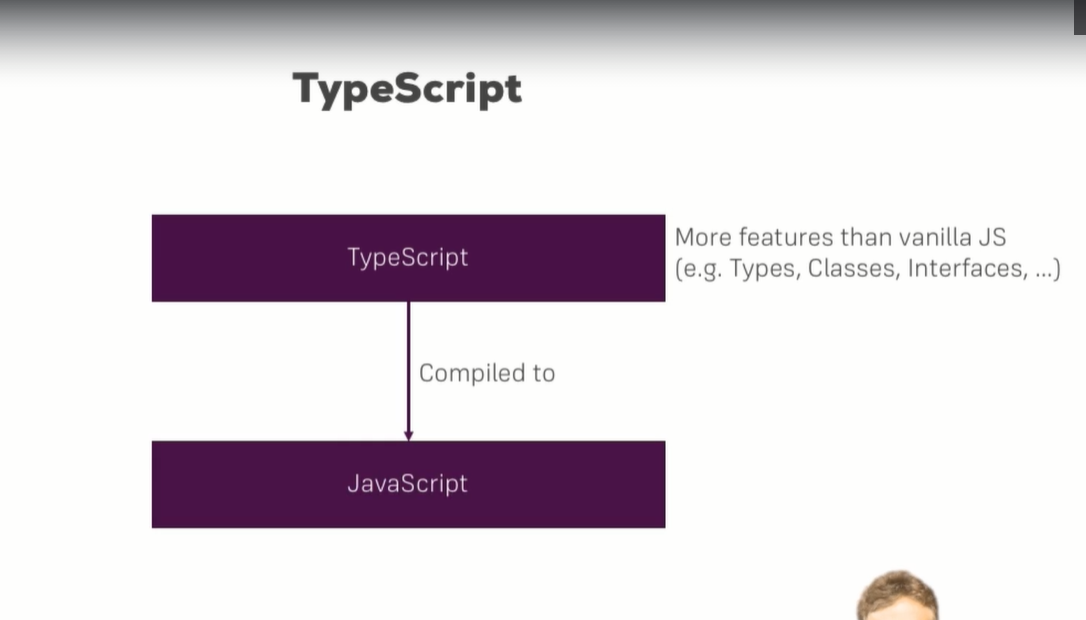 TypeScript
TypeScript
More features than vanilla JS
(e.g. Types, Classes, Interfaces, ...)
Compiled to
JavaScript